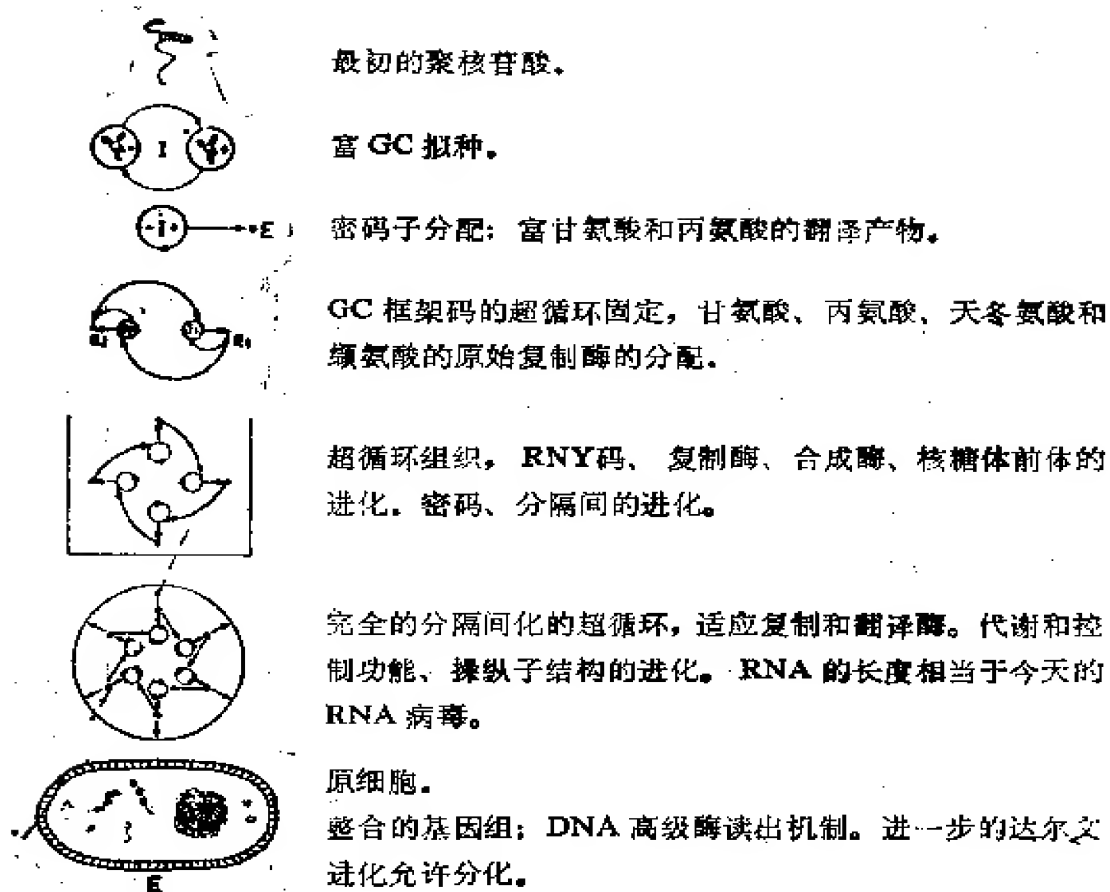 最初的聚核苷酸。
I
富 GC 拟种。
I
E
密码子分配；富甘氨酸和丙氨酸的翻译产物。
GC 框架码的超循环固定，甘氨酸、丙氨酸、天冬氨酸和
缬氨酸的原始复制酶的分配。
超循环组织，RNY码、复制酶、合成酶、核糖体前体的
进化。密码、分隔间的进化。
完全的分隔间化的超循环，适应复制和翻译酶。代谢和控
制功能、操纵子结构的进化。RNA 的长度相当于今天的
RNA 病毒。
原细胞。
整合的基因组；DNA 高级酶读出机制。进一步的达尔文
进化允许分化。
E